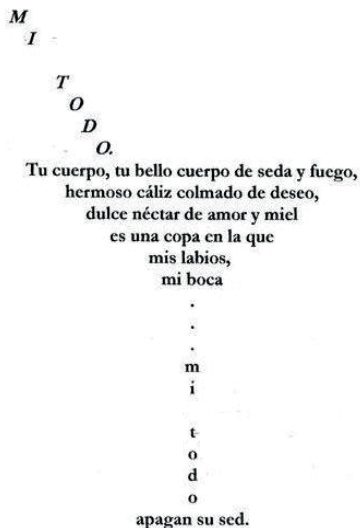 M
I
T
O
D
O.
Tu cuerpo, tu bello cuerpo de seda y fuego,
hermoso cáliz colmado de deseo,
dulce néctar de amor y miel
es una copa en la que
mis labios,
mi boca
.
.
.
m
i
t
o
d
o
apagan su sed.